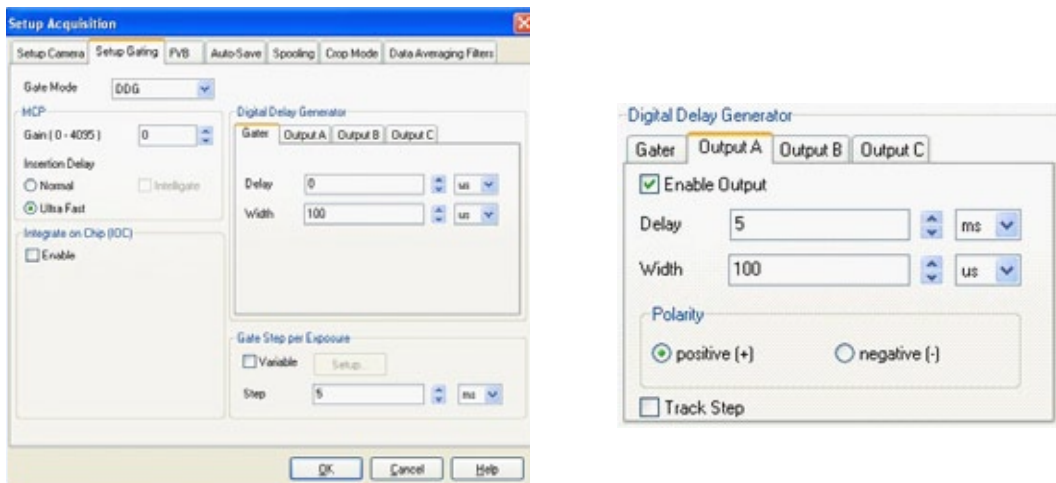 Setup Acquisition
Setup Camera Setup Gating FVB Auto-Save Spooling Crop Mode Data Averaging Filters
Gate Mode DDG
MCP
Gain ( 0 - 4095 ) 0
Insertion Delay
Normal Intelligate
Ultra Fast
Integrate on Chip (IOC)
Enable
Digital Delay Generator
Gater Output A Output B Output C
Delay 0 us
Width 100 us
Gate Step per Exposure
Variable Setup...
Step 5 ms
OK Cancel Help
Digital Delay Generator
Gater Output A Output B Output C
Enable Output
Delay 5 ms
Width 100 us
Polarity
positive (+) negative (-)
Track Step